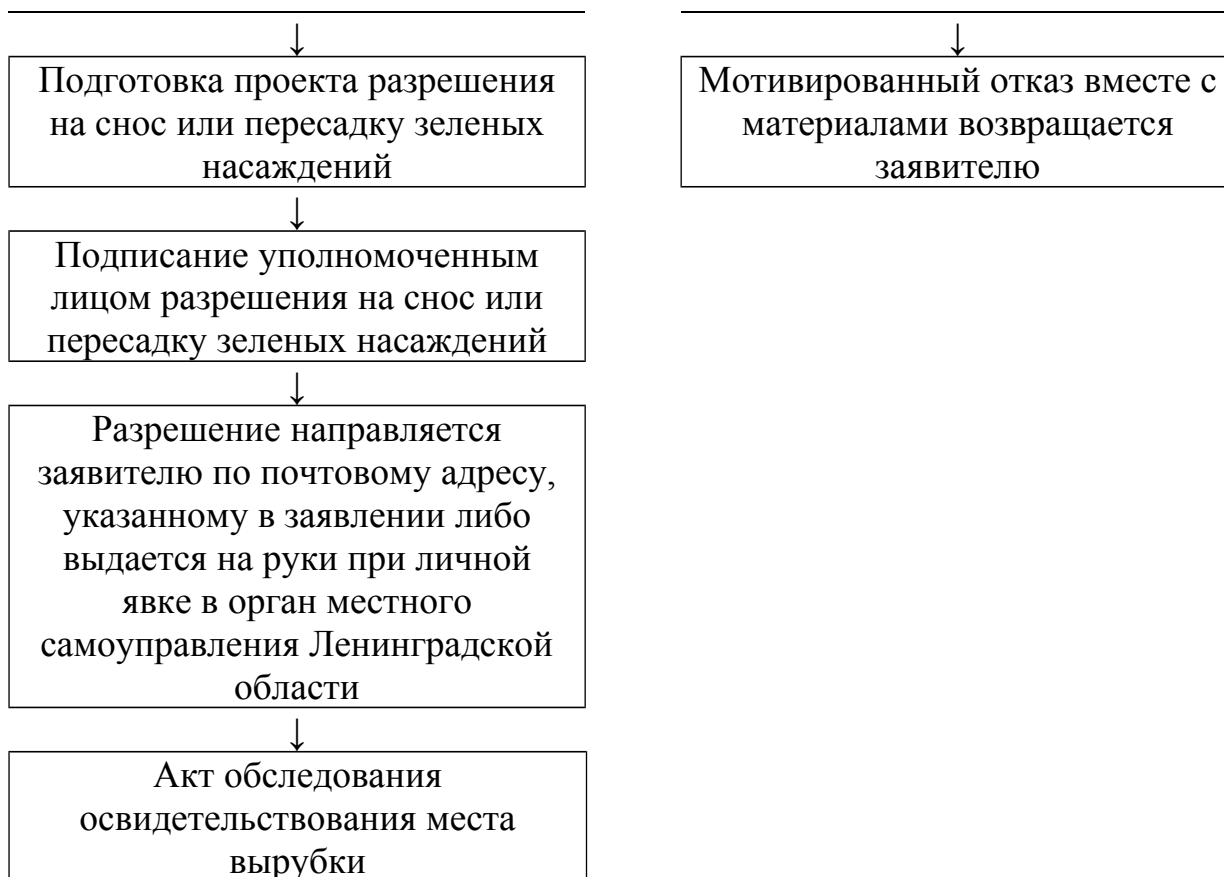 ↓
Подготовка проекта разрешения
на снос или пересадку зеленых
насаждений
↓
Подписание уполномоченным
лицом разрешения на снос или
пересадку зеленых насаждений
↓
Разрешение направляется
заявителю по почтовому адресу,
указанному в заявлении либо
выдается на руки при личной
явке в орган местного
самоуправления Ленинградской
области
↓
Акт обследования
освидетельствования места
вырубки
↓
Мотивированный отказ вместе с
материалами возвращается
заявителю